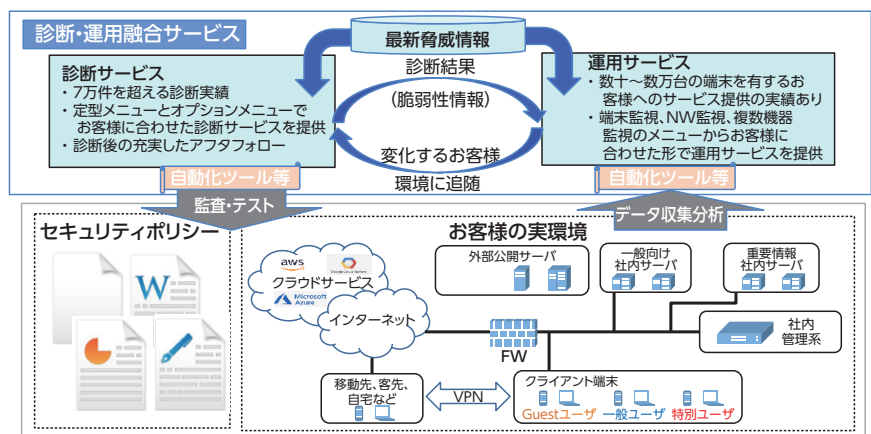 診断・運用融合サービス
最新脅威情報
診断サービス
・7万件を超える診断実績
・定型メニューとオプションメニューで
お客様に合わせた診断サービスを提供
・診断後の充実したアフタフォロー
診断結果
(脆弱性情報)
変化するお客様
環境に追随
運用サービス
・数十～数万台の端末を有するお
客様へのサービス提供の実績あり
・端末監視、NW監視、複数機器
監視のメニューからお客様に
合わせた形で運用サービスを提供
自動化ツール等
自動化ツール等
監査・テスト
データ収集分析
セキュリティポリシー
W
お客様の実環境
aws
クラウドサービス
Microsoft
Azure
インターネット
外部公開サーバ
一般向け
社内サーバ
重要情報
社内サーバ
FW
社内
管理系
移動先、客先、
自宅など
VPN
クライアント端末
Guestユーザ
一般ユーザ
特別ユーザ